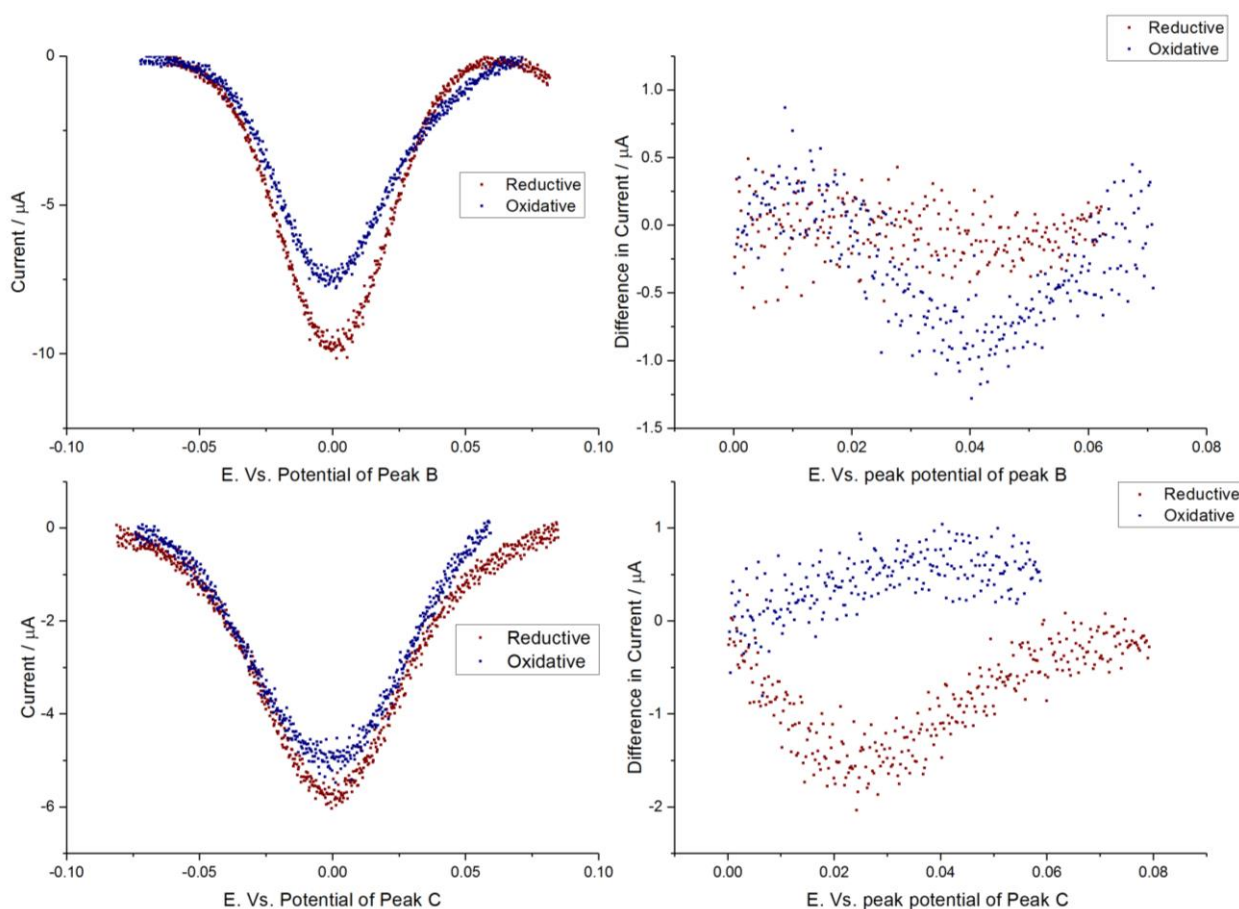 Reductive
Oxidative
0
-5
-10
Current / μA
Reductive
Oxidative
-0.10
-0.05
0.00
0.05
0.10
E. Vs. Potential of Peak B
Reductive
Oxidative
1.0
0.5
0.0
-0.5
-1.0
-1.5
Difference in Current / μA
0.00
0.02
0.04
0.06
0.08
E. Vs. peak potential of peak B
0
-2
-4
-6
Current / μA
Reductive
Oxidative
-0.10
-0.05
0.00
0.05
0.10
E. Vs. Potential of Peak C
Reductive
Oxidative
1
0
-1
-2
Difference in Current / μA
0.00
0.02
0.04
0.06
0.08
E. Vs. peak potential of Peak C